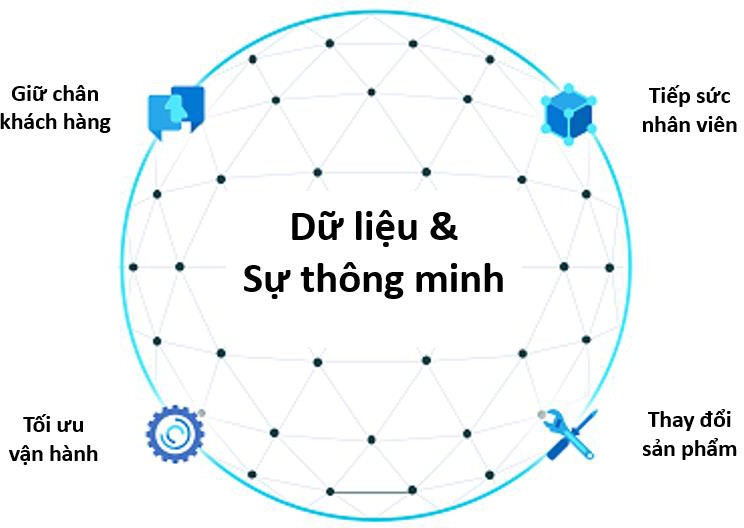 Giữ chân
khách hàng
Tiếp sức
nhân viên
Dữ liệu &
Sự thông minh
Tối ưu
vận hành
Thay đổi
sản phẩm